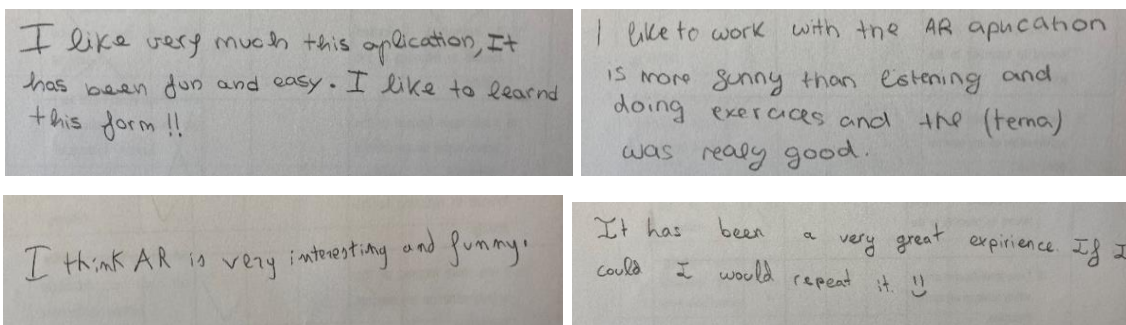 I like very much this aplication, It
has been fun and easy. I like to learnd
this form !!
I like to work with the AR aplication
is more funny than listening and
doing exercices and the (tema)
was realy good.
I think AR is very interesting and funny.
It has been a very great expirience. If I
could I would repeat it. !!